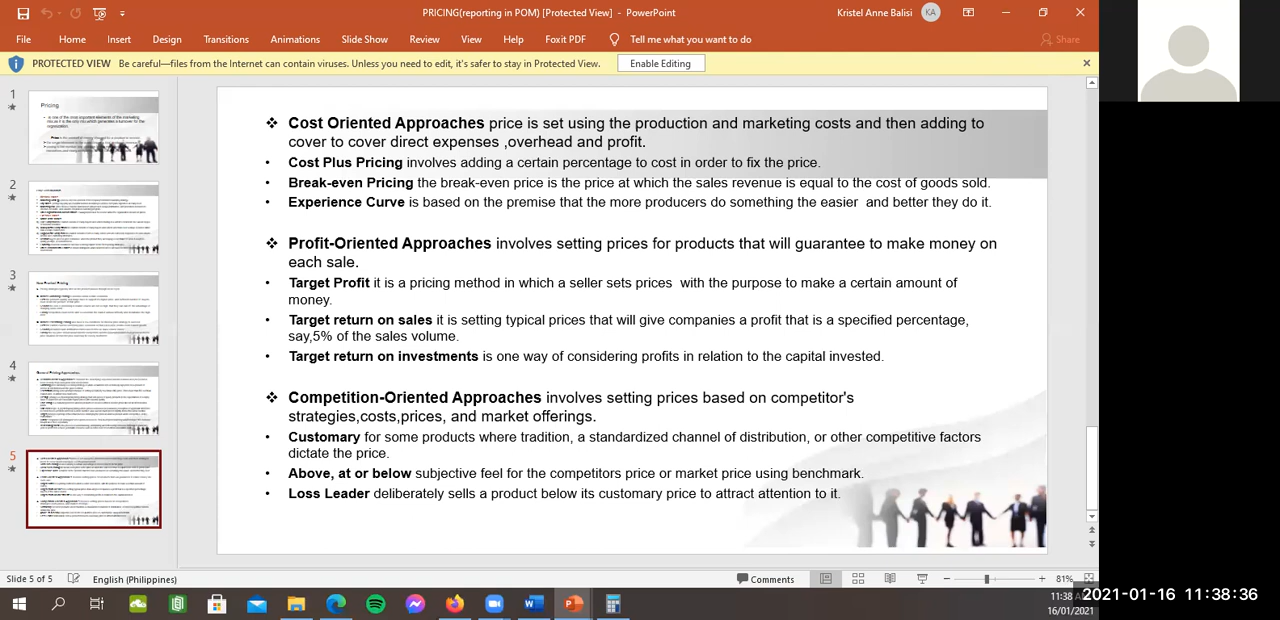 PRICING(reporting in POM) [Protected View] - PowerPoint
Kristel Anne Balisi
KA
File Home Insert Design Transitions Animations Slide Show Review View Help Foxit PDF Tell me what you want to do Share
PROTECTED VIEW Be careful—files from the Internet can contain viruses. Unless you need to edit, it's safer to stay in Protected View. Enable Editing
1
Pricing
2
3
4
5
❖ Cost Oriented Approaches one is reviewing the production and marketing costs and then adding to
cover to cover direct expenses ,overhead and profit.
• Cost Plus Pricing involves adding a certain percentage to cost in order to fix the price.
• Break-even Pricing the break-even price is the price at which the sales revenue is equal to the cost of goods sold.
• Experience Curve is based on the idea that the more producers do something the easier and better they do it.
❖ Profit-Oriented Approaches involves setting prices for products that will guarantee to make money on
each sale.
• Target Profit it is a pricing method in which a seller sets prices with the purpose to make a certain amount of
money.
• Target return on sales it is a way to set prices that will give companies a profit that is a specified percentage,
say,5% of the sales volume.
• Target return on investments is one way of considering profits in relation to the capital invested.
❖ Competition-Oriented Approaches involves setting prices based on competitor's
strategies,costs,prices, and market offerings.
• Customary for some products where tradition, a standardized channel of distribution, or other competitive factors
dictate the price.
• Above,at or below subjective feel for the competitors price or market price as the benchmark.
• Loss Leader deliberately sells a product below its customary price to attract attention to it.
Slide 5 of 5 English (Philippines) Comments 81%
11:38 A
16/01/2021
2021-01-16 11:38:36